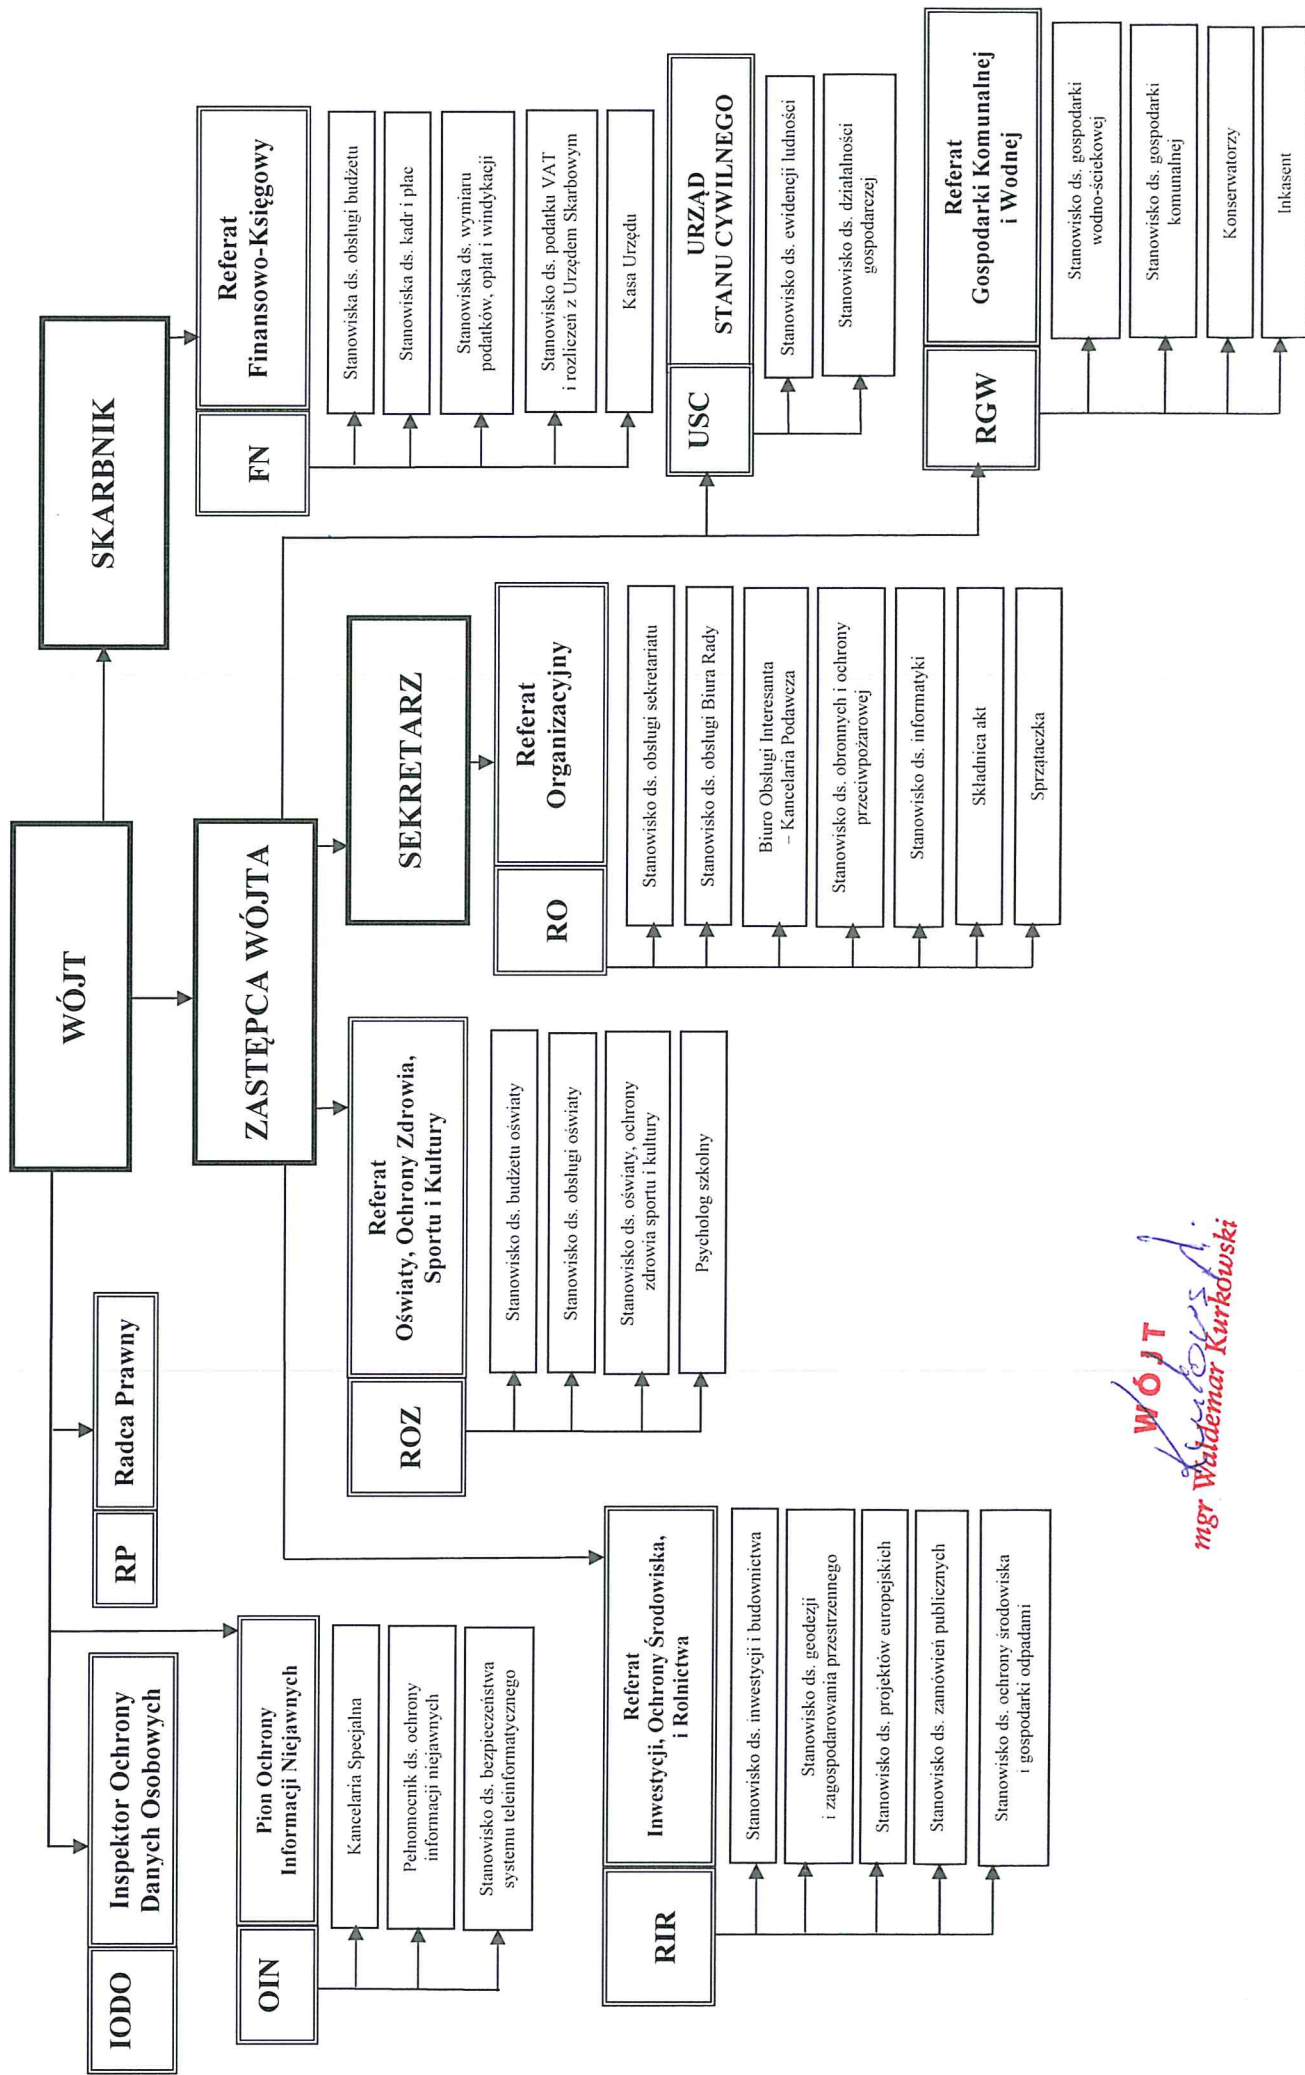 WÓJT
SKARBNIK
ZASTĘPCA WÓJTA
SEKRETARZ
IODO
Inspektor Ochrony
Danych Osobowych
RP
Radca Prawny
OIN
Pion Ochrony
Informacji Niejawnych
Kancelaria Specjalna
Pełnomocnik ds. ochrony
informacji niejawnych
Stanowisko ds. bezpieczeństwa
systemu teleinformatycznego
RIR
Referat
Inwestycji, Ochrony Środowiska,
i Rolnictwa
Stanowisko ds. inwestycji i budownictwa
Stanowisko ds. geodezji
i zagospodarowania przestrzennego
Stanowisko ds. projektów europejskich
Stanowisko ds. zamówień publicznych
Stanowisko ds. ochrony środowiska
i gospodarki odpadami
ROZ
Referat
Oświaty, Ochrony Zdrowia,
Sportu i Kultury
Stanowisko ds. budżetu oświaty
Stanowisko ds. obsługi oświaty
Stanowisko ds. oświaty, ochrony
zdrowia sportu i kultury
Psycholog szkolny
RO
Referat
Organizacyjny
Stanowisko ds. obsługi sekretariatu
Stanowisko ds. obsługi Biura Rady
Biuro Obsługi Interesanta
– Kancelaria Podawcza
Stanowisko ds. obronnych i ochrony
przeciwpożarowej
Stanowisko ds. informatyki
Składnica akt
Sprzątaczka
FN
Referat
Finansowo-Księgowy
Stanowiska ds. obsługi budżetu
Stanowiska ds. kadr i płac
Stanowiska ds. wymiaru
podatków, opłat i windykacji
Stanowisko ds. podatku VAT
i rozliczeń z Urzędem Skarbowym
Kasa Urzędu
USC
URZĄD
STANU CYWILNEGO
Stanowisko ds. ewidencji ludności
Stanowisko ds. działalności
gospodarczej
RGW
Referat
Gospodarki Komunalnej
i Wodnej
Stanowisko ds. gospodarki
wodno-ściekowej
Stanowisko ds. gospodarki
komunalnej
Konserwatorzy
Inkasent
WÓJT
mgr Waldemar Kurkowski